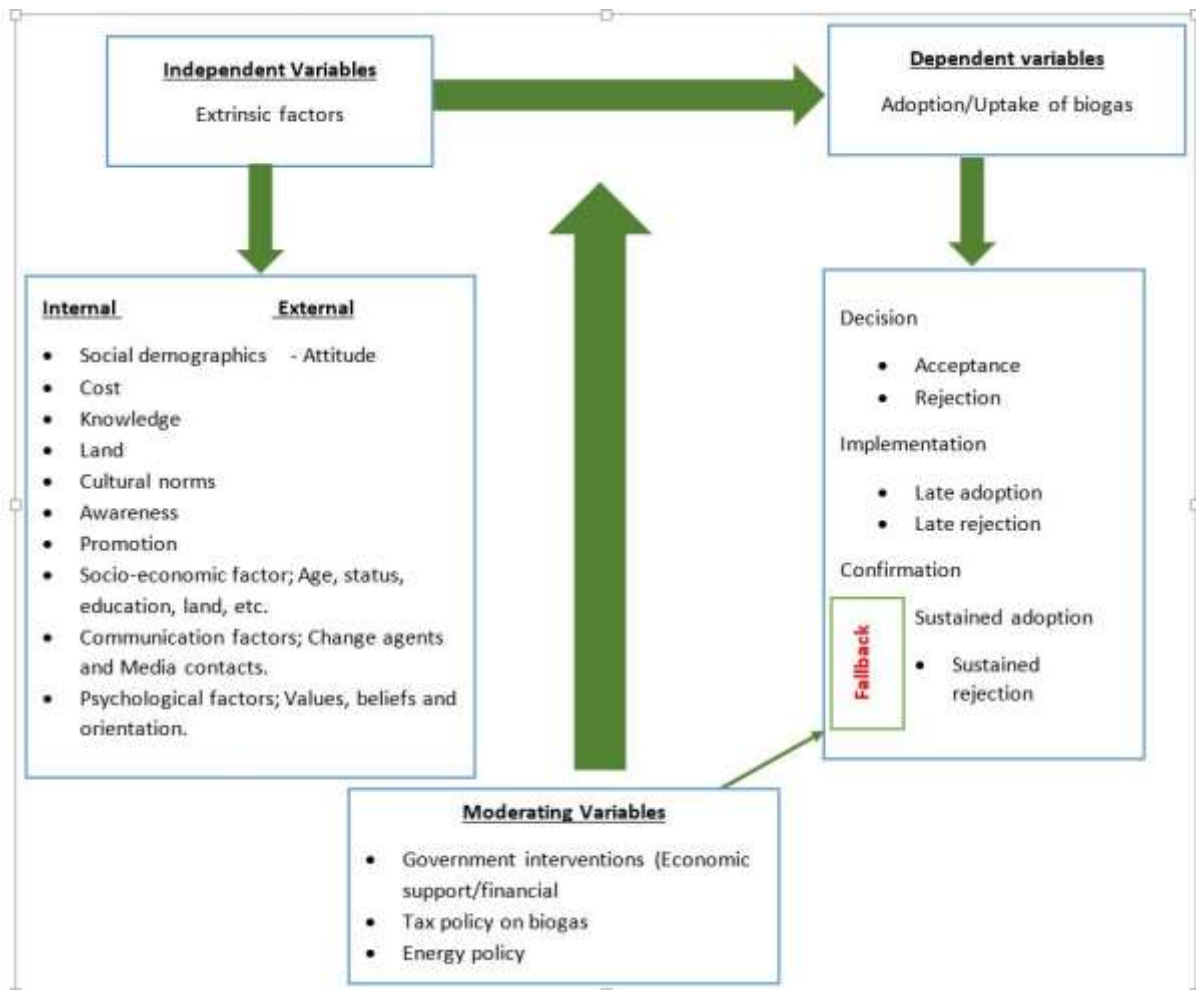 Independent Variables
Extrinsic factors
Dependent variables
Adoption/Uptake of biogas
Internal External
• Social demographics - Attitude
• Cost
• Knowledge
• Land
• Cultural norms
• Awareness
• Promotion
• Socio-economic factor; Age, status,
education, land, etc.
• Communication factors; Change agents
and Media contacts.
• Psychological factors; Values, beliefs and
orientation.
Decision
• Acceptance
• Rejection
Implementation
• Late adoption
• Late rejection
Confirmation
Fallback
Sustained adoption
• Sustained
rejection
Moderating Variables
• Government interventions (Economic
support/financial
• Tax policy on biogas
• Energy policy